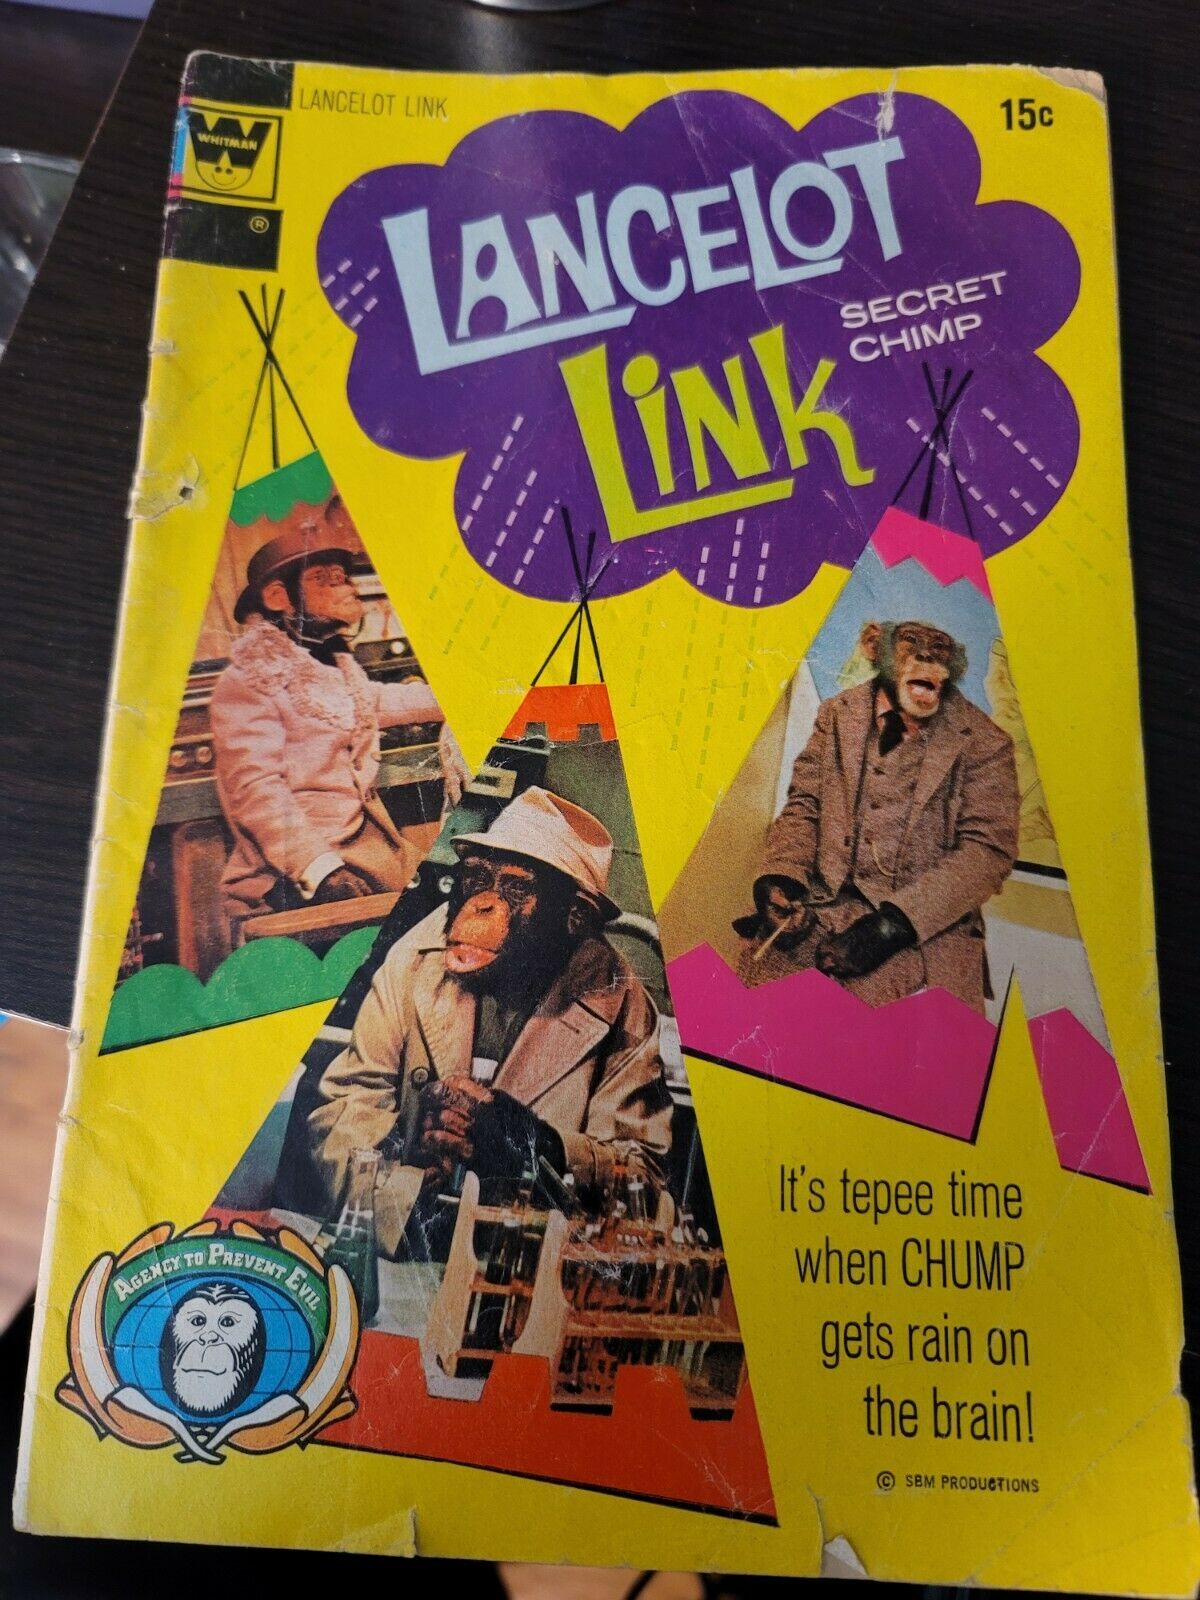 LANCELOT LINK
WHITMAN
®
15c
LANCELOT
LINK
SECRET
CHIMP
It's tepee time
when CHUMP
gets rain on
the brain!
© SBM PRODUCTIONS
AGENCY TO PREVENT EVIL